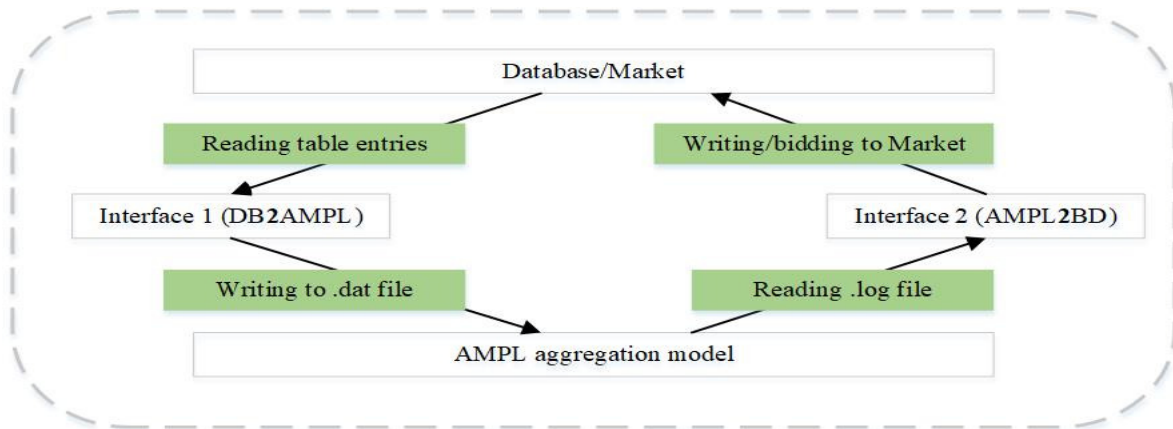 Database/Market
Reading table entries
Writing/bidding to Market
Interface 1 (DB2AMPL)
Interface 2 (AMPL2BD)
Writing to .dat file
Reading .log file
AMPL aggregation model